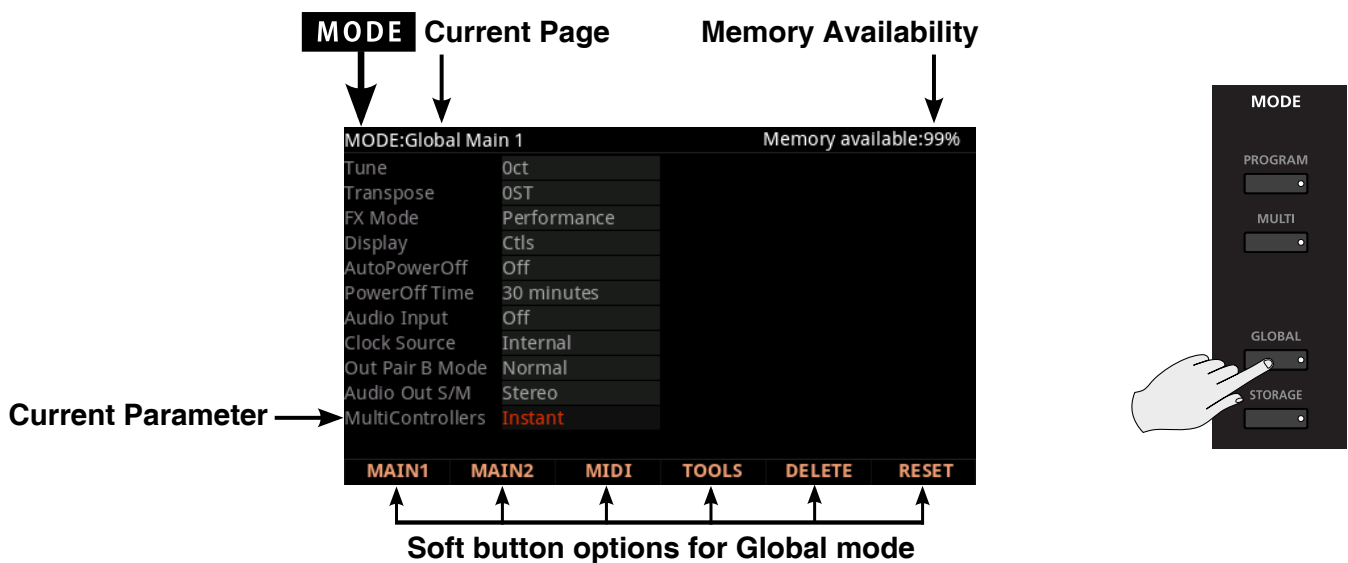 MODE Current Page Memory Availability
MODE:Global Main 1 Memory available:99%
Tune 0ct
Transpose 0ST
FX Mode Performance
Display Ctls
AutoPowerOff Off
PowerOff Time 30 minutes
Audio Input Off
Clock Source Internal
Out Pair B Mode Normal
Audio Out S/M Stereo
Current Parameter
MultiControllers Instant
MAIN1 MAIN2 MIDI TOOLS DELETE RESET
Soft button options for Global mode
MODE
PROGRAM
MULTI
GLOBAL
STORAGE